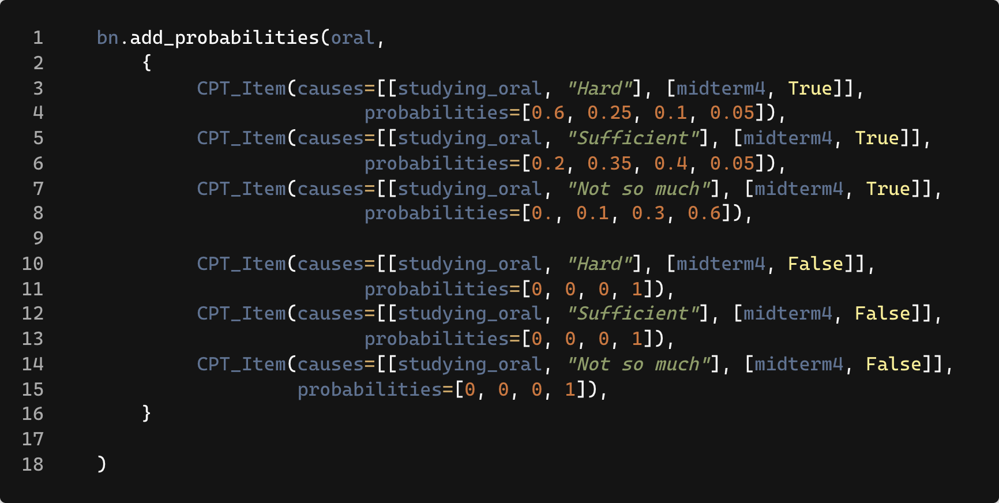 1 bn.add_probabilities(oral,
2 {
3 CPT_Item(causes=[[studying_oral, "Hard"], [midterm4, True]],
4 probabilities=[0.6, 0.25, 0.1, 0.05]),
5 CPT_Item(causes=[[studying_oral, "Sufficient"], [midterm4, True]],
6 probabilities=[0.2, 0.35, 0.4, 0.05]),
7 CPT_Item(causes=[[studying_oral, "Not so much"], [midterm4, True]],
8 probabilities=[0., 0.1, 0.3, 0.6]),
9
10 CPT_Item(causes=[[studying_oral, "Hard"], [midterm4, False]],
11 probabilities=[0, 0, 0, 1]),
12 CPT_Item(causes=[[studying_oral, "Sufficient"], [midterm4, False]],
13 probabilities=[0, 0, 0, 1]),
14 CPT_Item(causes=[[studying_oral, "Not so much"], [midterm4, False]],
15 probabilities=[0, 0, 0, 1]),
16 }
17
18 )